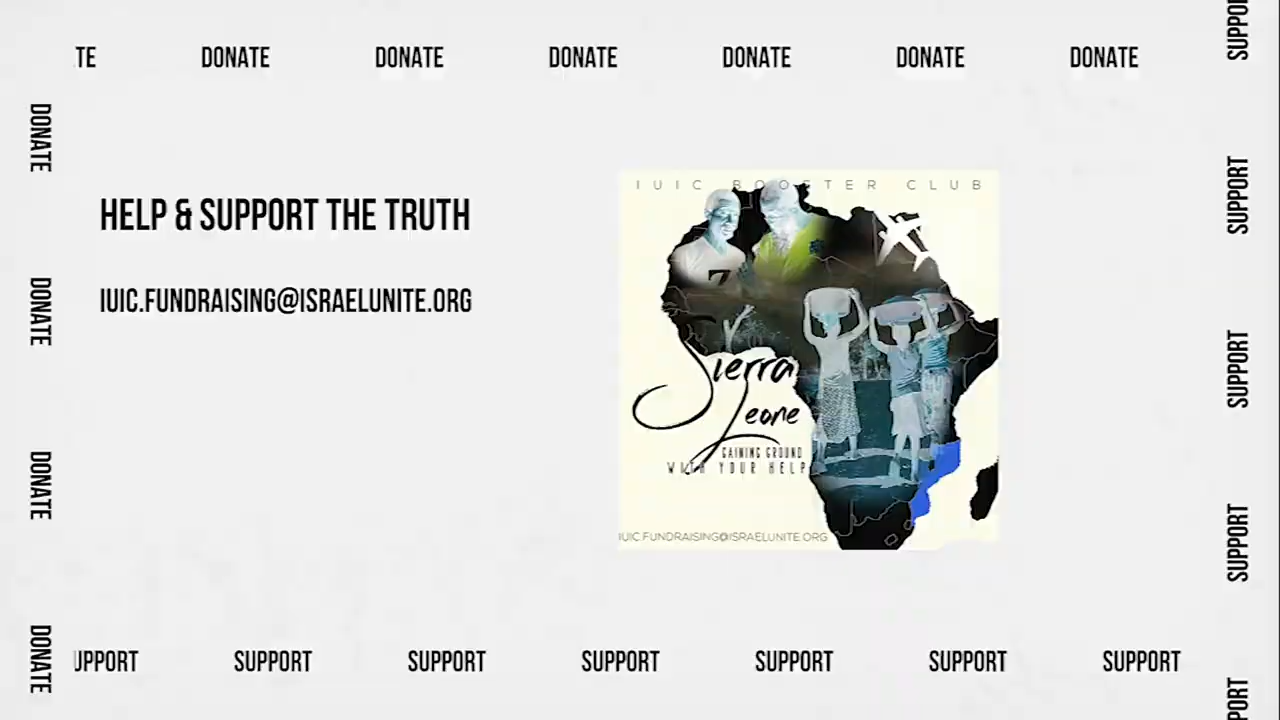 TE DONATE DONATE DONATE DONATE DONATE DONATE
DONATE
DONATE
DONATE
DONATE
HELP & SUPPORT THE TRUTH
IUIC.FUNDRAISING@ISRAELUNITE.ORG
IUIC BOOSTER CLUB
7
Sierra
Leone
GAINING GROUND
WITH YOUR HELP
IUIC.FUNDRAISING@ISRAELUNITE.ORG
SUPPO
SUPPORT
SUPPORT
SUPPORT
PORT
UPPORT SUPPORT SUPPORT SUPPORT SUPPORT SUPPORT SUPPORT